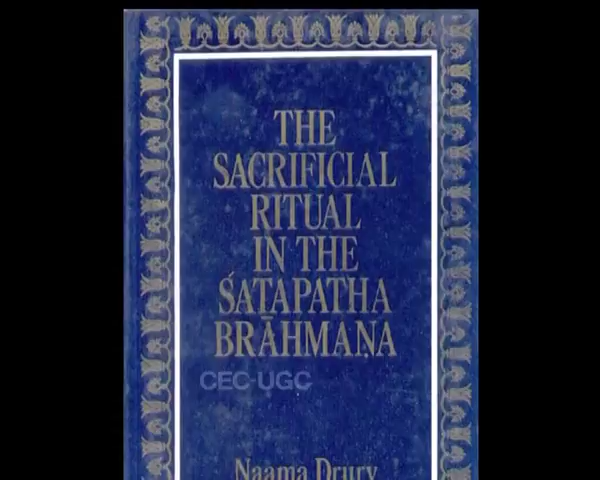 THE
SACRIFICIAL
RITUAL
IN THE
ŚATAPATHA
BRĀHMAṆA
CEC-UGC
Naama Drury